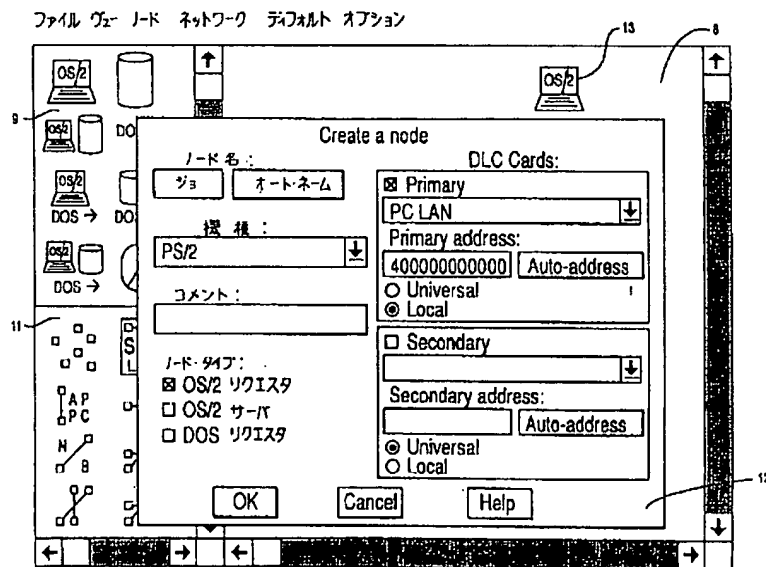 ファイル ヴュー ノード ネットワーク ディフォルト オプション
13
8
OS/2
OS/2
9
OS/2
DO
Create a node
ノード名:
DLC Cards:
ジョ オート・ネーム
☒ Primary
OS/2
PC LAN
DOS → DO
機種:
Primary address:
PS/2
400000000000 Auto-address
OS/2
Universal
DOS →
コメント:
Local
11
S
L
Secondary
ノード・タイプ:
AP
PC
☒ OS/2 リクエスタ
Secondary address:
□ OS/2 サーバ
Auto-address
□ DOS リクエスタ
N
8
Universal
Local
OK Cancel Help